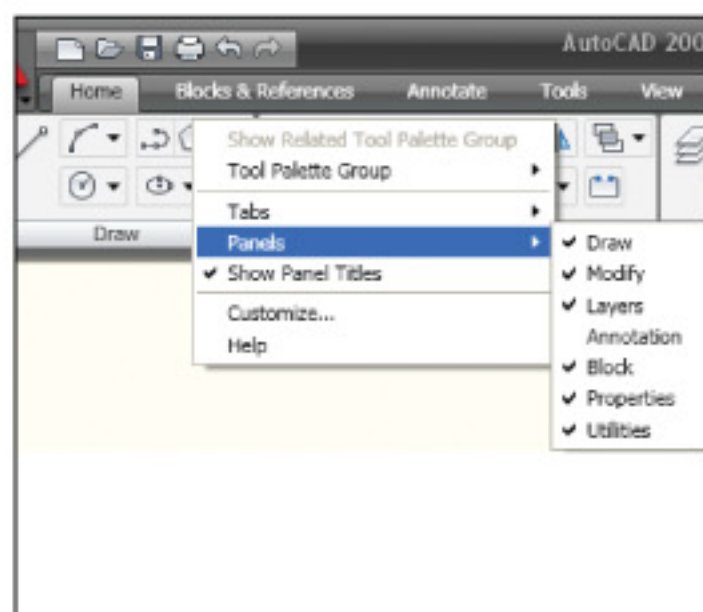 AutoCAD 200
Home Blocks & References Annotate Tools View
Show Related Tool Palette Group
Tool Palette Group
Tabs
Panels
Show Panel Titles
Customize...
Help
Draw
Draw
Modify
Layers
Annotation
Block
Properties
Utilities